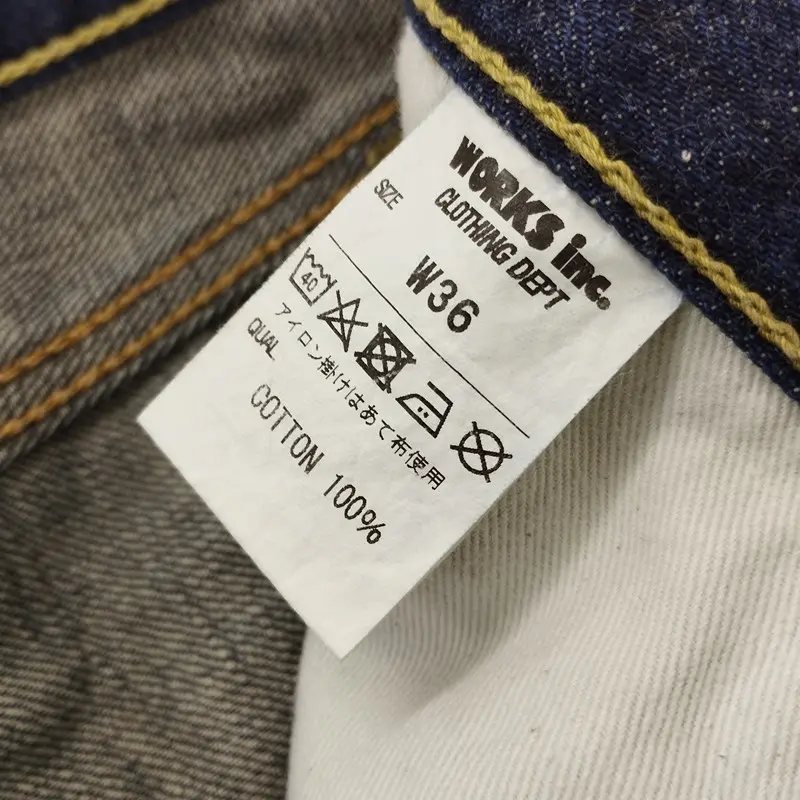 WORKS inc.
CLOTHING DEPT
SIZE
W36
40
アイロン掛けはあて布使用
QUAL
COTTON 100%